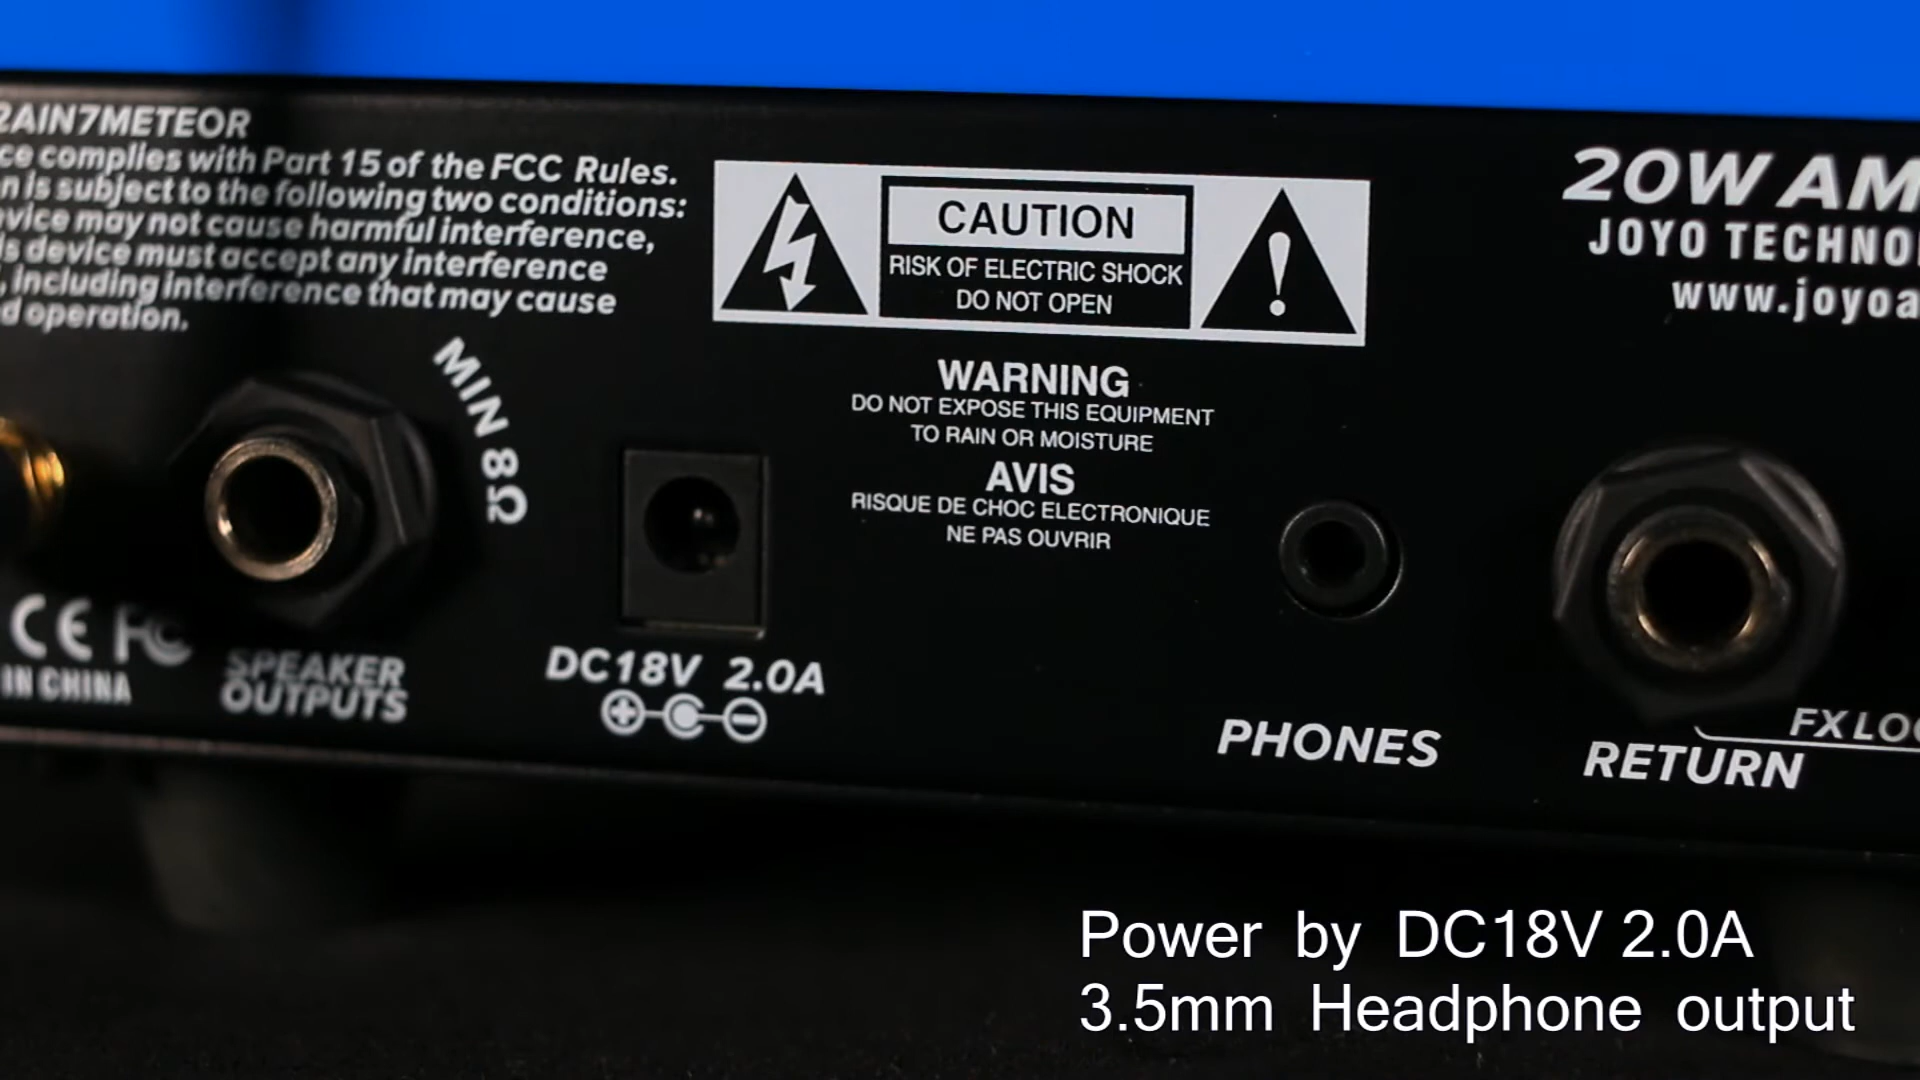 2AIN7METEOR
ce complies with Part 15 of the FCC Rules.
n is subject to the following two conditions:
vice may not cause harmful interference,
s device must accept any interference
, including interference that may cause
d operation.
CAUTION
RISK OF ELECTRIC SHOCK
DO NOT OPEN
20W AM
JOYO TECHNO
www.joyoa
MIN 8Ω
WARNING
DO NOT EXPOSE THIS EQUIPMENT
TO RAIN OR MOISTURE
AVIS
RISQUE DE CHOC ELECTRONIQUE
NE PAS OUVRIR
CE FC
IN CHINA
SPEAKER
OUTPUTS
DC18V 2.0A
PHONES
FX LOO
RETURN
Power by DC18V 2.0A
3.5mm Headphone output